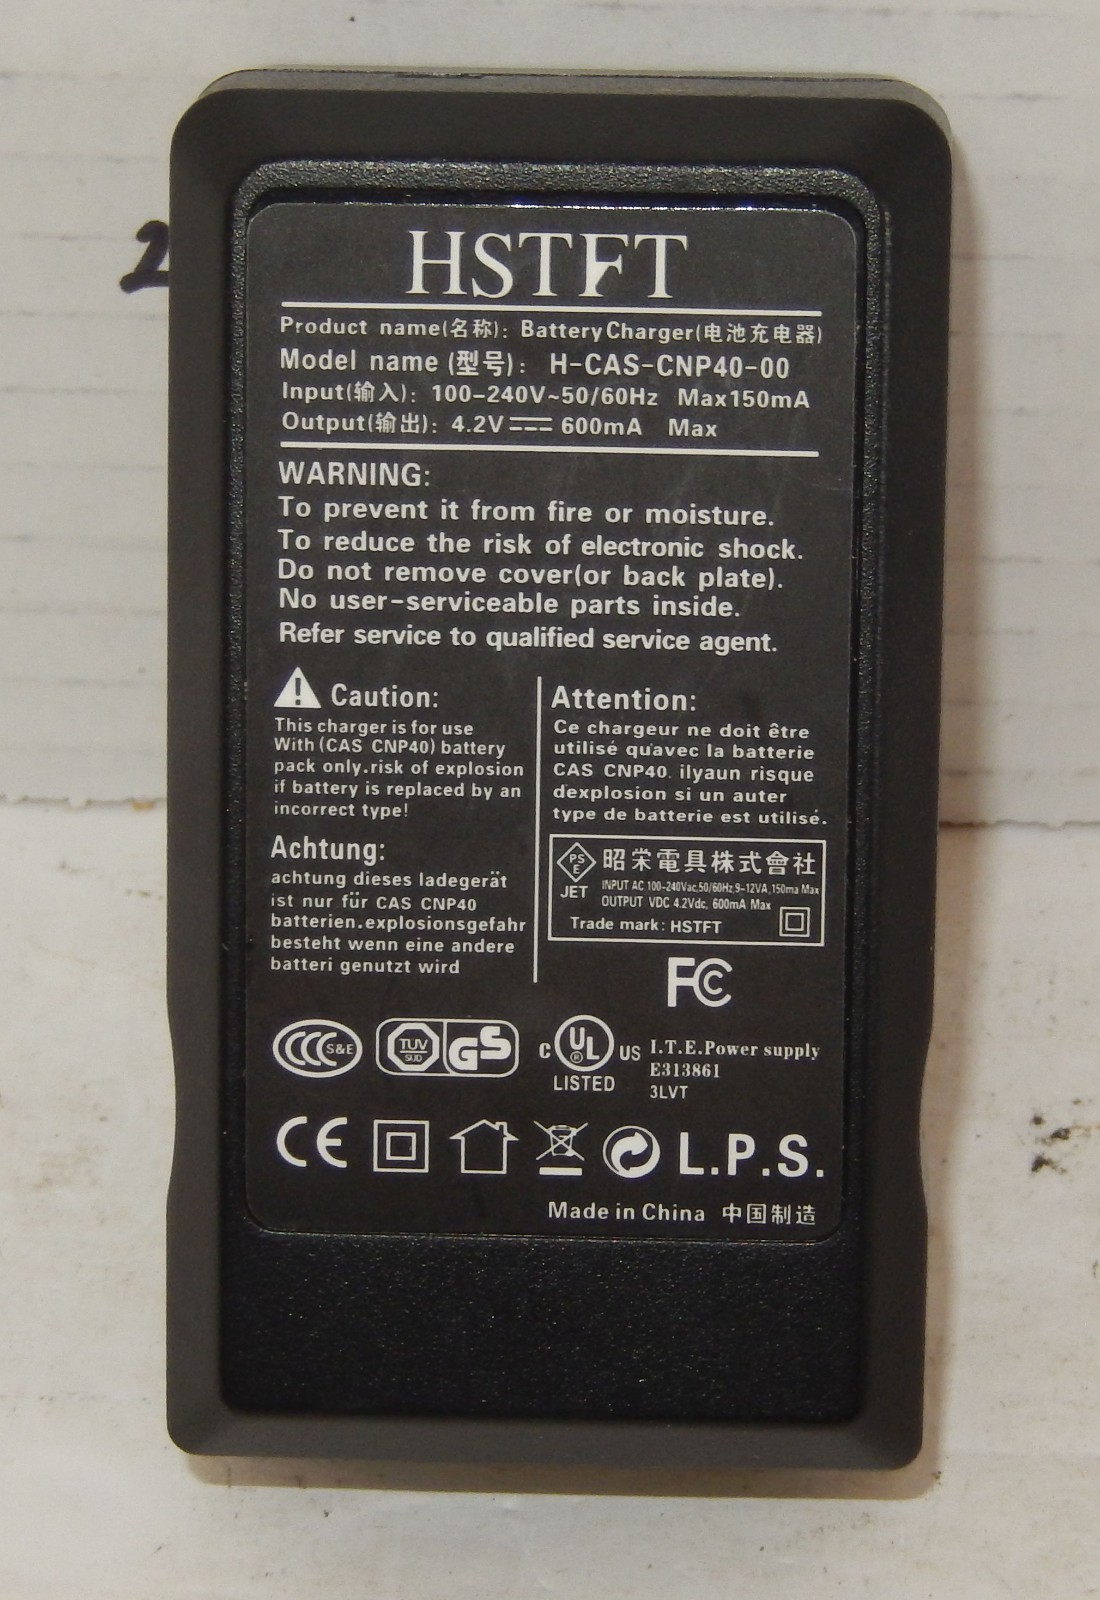 2
HSTFT
Product name(名称): Battery Charger(电池充电器)
Model name (型号): H-CAS-CNP40-00
Input(输入): 100-240V~50/60Hz Max150mA
Output(输出): 4.2V⎓ 600mA Max
WARNING:
To prevent it from fire or moisture.
To reduce the risk of electronic shock.
Do not remove cover(or back plate).
No user-serviceable parts inside.
Refer service to qualified service agent.
! Caution:
This charger is for use
With (CAS CNP40) battery
pack only.risk of explosion
if battery is replaced by an
incorrect type!
Achtung:
achtung dieses ladegerät
ist nur für CAS CNP40
batterien.explosionsgefahr
besteht wenn eine andere
batteri genutzt wird
Attention:
Ce chargeur ne doit être
utilisé qu'avec la batterie
CAS CNP40. ilyaun risque
d'explosion si un auter
type de batterie est utilisé.
PS E JET
昭栄電具株式會社
INPUT AC 100-240Vac,50/60Hz,9-12VA,150ma Max
OUTPUT VDC 4.2Vdc, 600mA Max
Trade mark: HSTFT
FC
CCC S&E
TUV SUD GS
C UL ® US
LISTED
I.T.E.Power supply
E313861
3LVT
CE L.P.S.
Made in China 中国制造